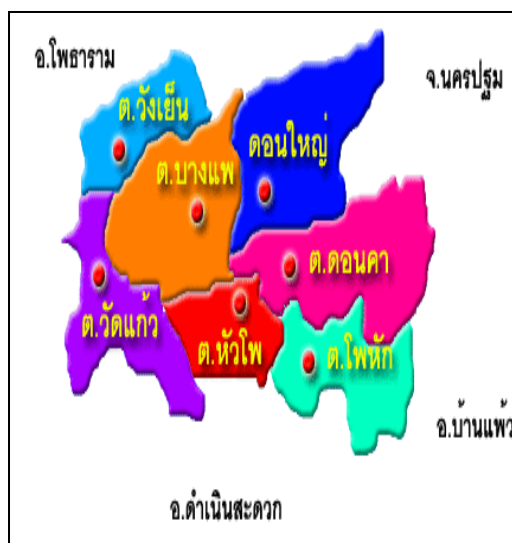 อ.โพธาราม
จ.นครปฐม
ต.วังเย็น
ดอนใหญ่
ต.บางแพ
ต.ดอนคา
ต.วัดแก้ว
ต.หัวโพ
ต.โพหัก
อ.บ้านแพ้ว
อ.ดำเนินสะดวก